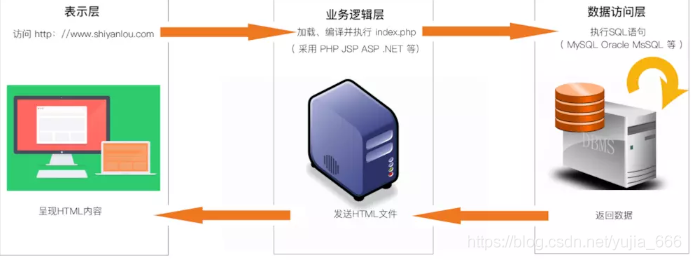 表示层
访问 http: //www.shiyanlou.com
呈现HTML内容
业务逻辑层
加载、编译并执行 index.php
（ 采用 PHP JSP ASP .NET 等）
发送HTML文件
数据访问层
执行SQL语句
（ MySQL Oracle MsSQL 等 ）
DBMS
返回数据
https://blog.csdn.net/yujia_666